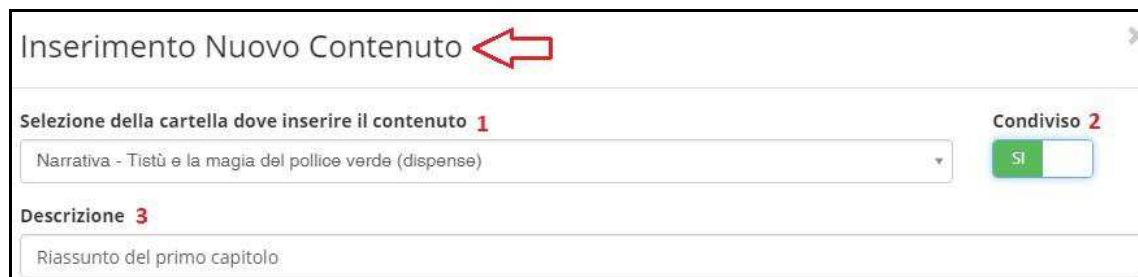 Inserimento Nuovo Contenuto
Selezione della cartella dove inserire il contenuto 1
Condiviso 2
Narrativa - Tistù e la magia del pollice verde (dispense)
SI
Descrizione 3
Riassunto del primo capitolo